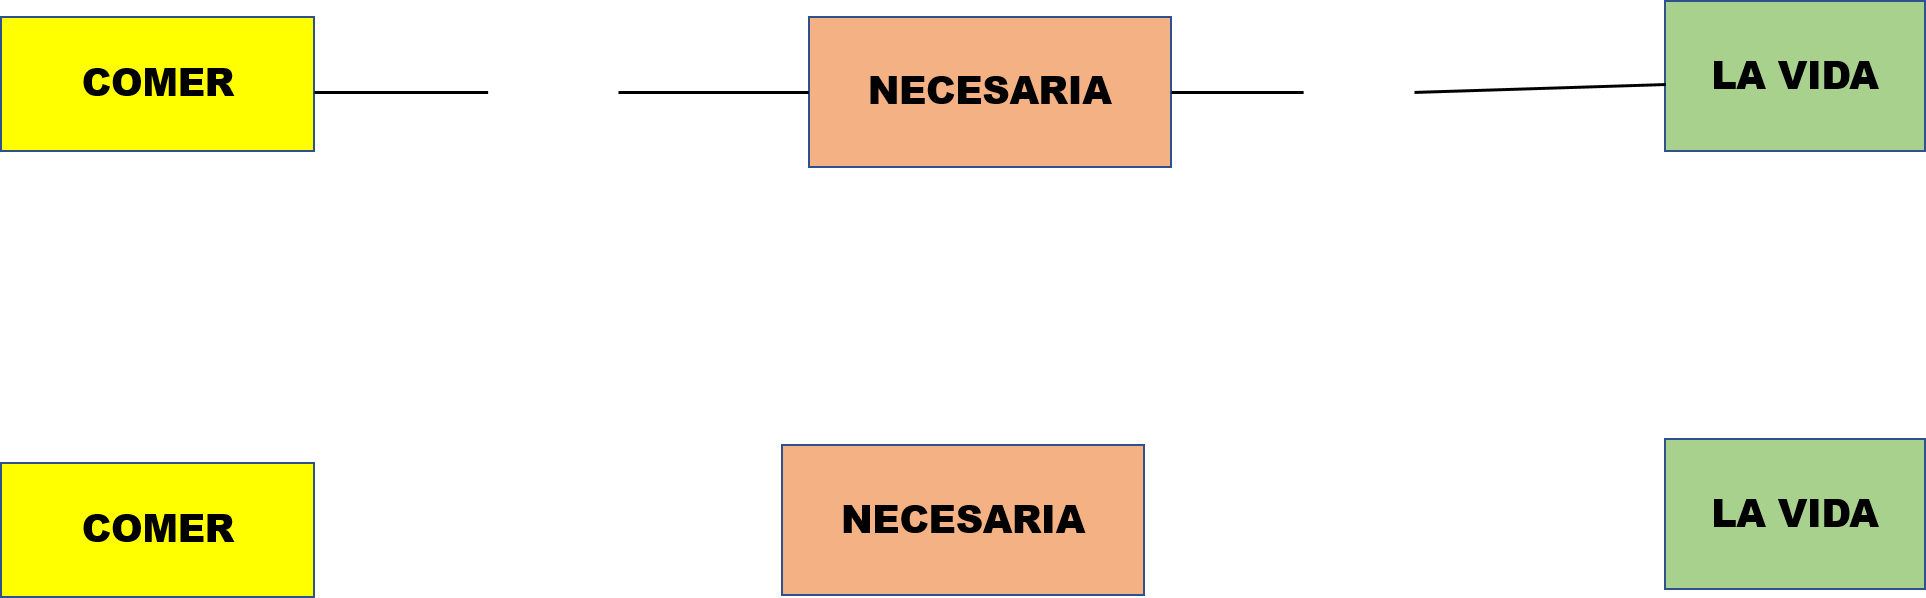 COMER
NECESARIA
LA VIDA
COMER
NECESARIA
LA VIDA